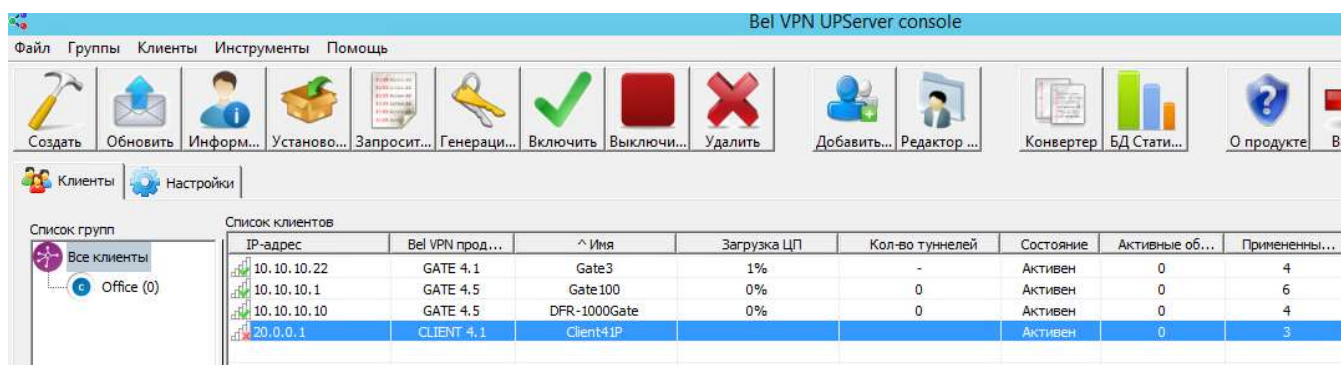 Bel VPN UPServer console
Файл Группы Клиенты Инструменты Помощь
Создать Обновить Информ... Установо... Запросит... Генераци... Включить Выключи... Удалить Добавить... Редактор ... Конвертер БД Стати... О продукте В
Клиенты Настройки
Список групп Список клиентов
IP-адрес Bel VPN прод... ^ Имя Загрузка ЦП Кол-во туннелей Состояние Активные об... Примененны...
Все клиенты
10.10.10.22 GATE 4.1 Gate3 1% - Активен 0 4
Office (0)
10.10.10.1 GATE 4.5 Gate100 0% 0 Активен 0 6
10.10.10.10 GATE 4.5 DFR-1000Gate 0% 0 Активен 0 4
20.0.0.1 CLIENT 4.1 Client41P Активен 0 3